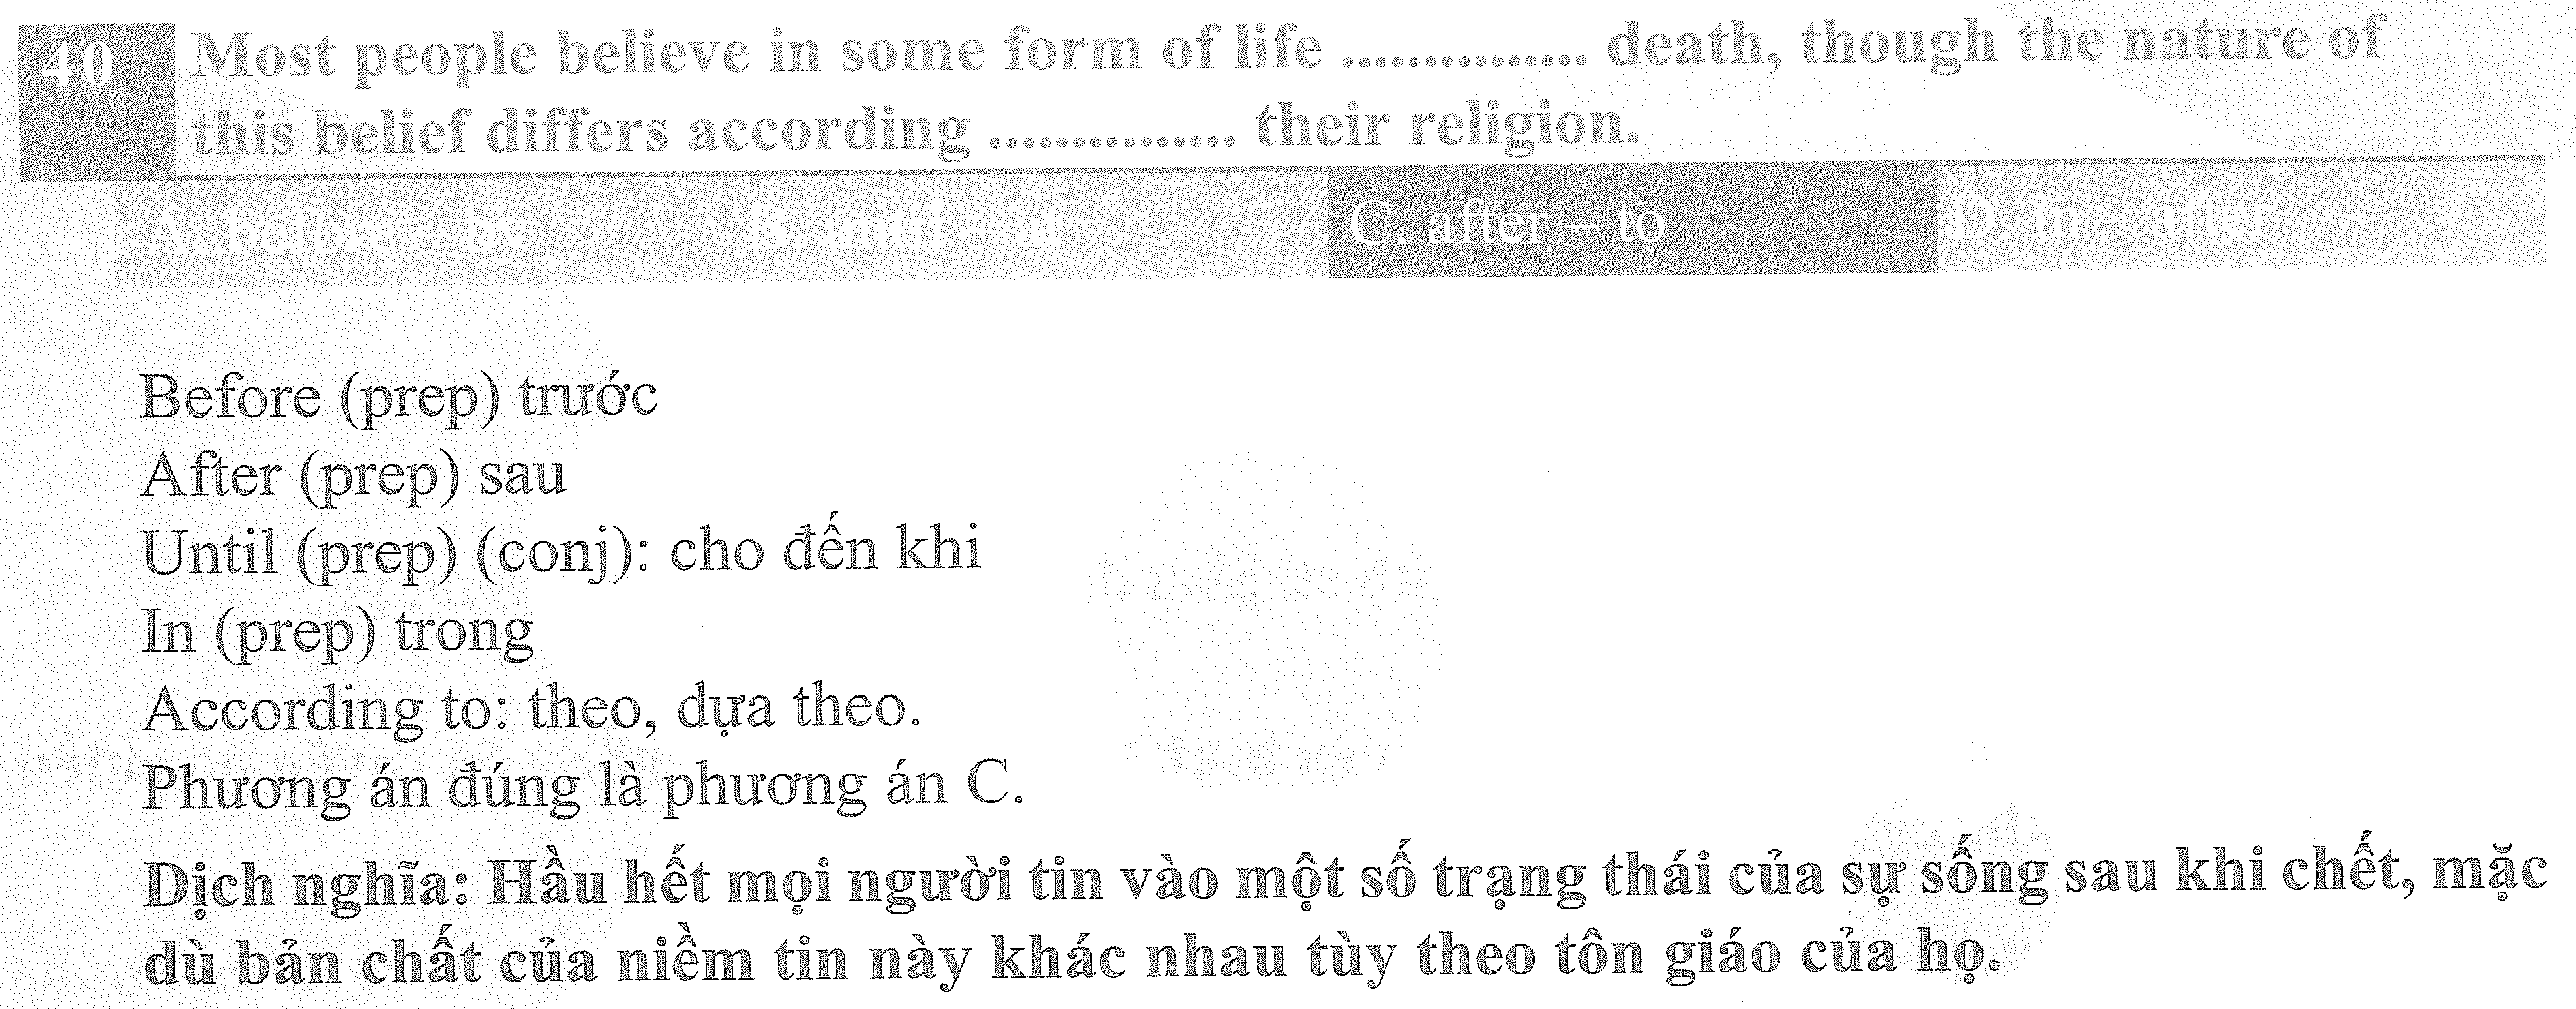 40 Most people believe in some form of life ............... death, though the nature of
this belief differs according ............... their religion.
A. before – by B. until – at C. after – to D. in – after
Before (prep) trước
After (prep) sau
Until (prep) (conj): cho đến khi
In (prep) trong
According to: theo, dựa theo.
Phương án đúng là phương án C.
Dịch nghĩa: Hầu hết mọi người tin vào một số trạng thái của sự sống sau khi chết, mặc
dù bản chất của niềm tin này khác nhau tùy theo tôn giáo của họ.